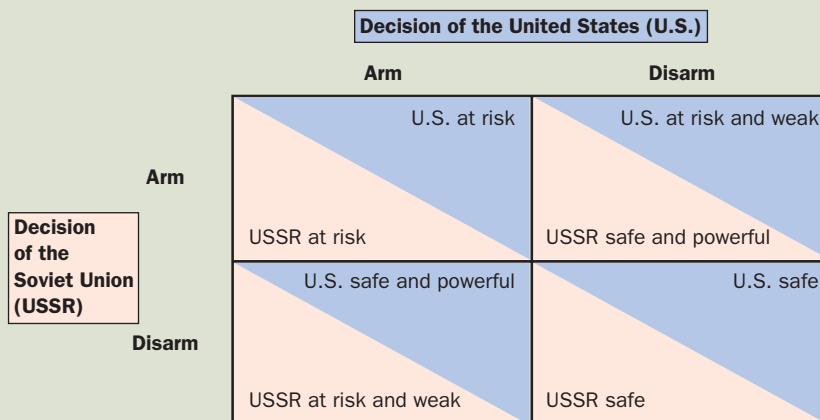 Decision of the United States (U.S.)
Arm
Disarm
Arm
U.S. at risk
U.S. at risk and weak
USSR at risk
USSR safe and powerful
Decision
of the
Soviet Union
(USSR)
Disarm
U.S. safe and powerful
U.S. safe
USSR at risk and weak
USSR safe